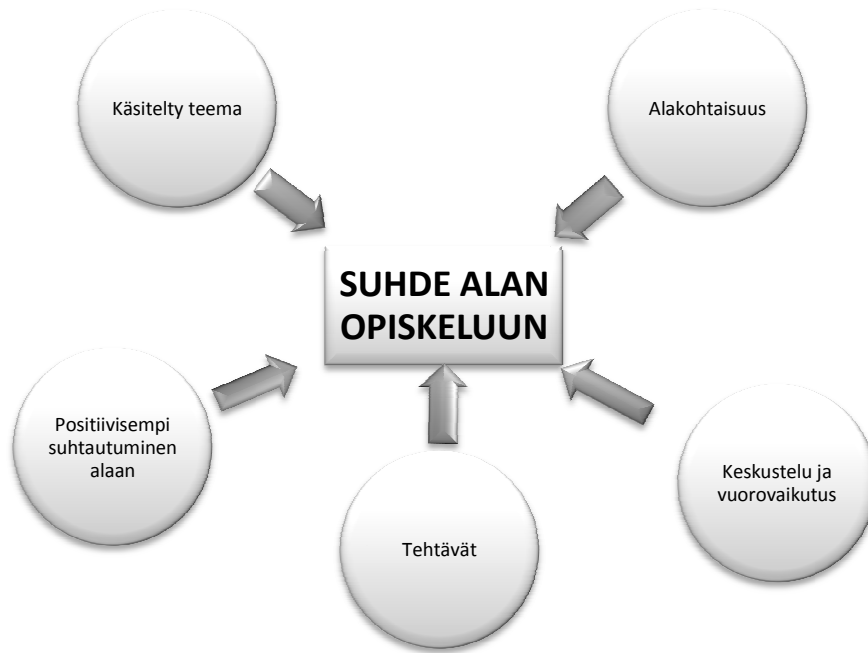 Käsitelty teema
Alakohtaisuus
SUHDE ALAN
OPISKELUUN
Positiivisempi
suhtautuminen
alaan
Tehtävät
Keskustelu ja
vuorovaikutus